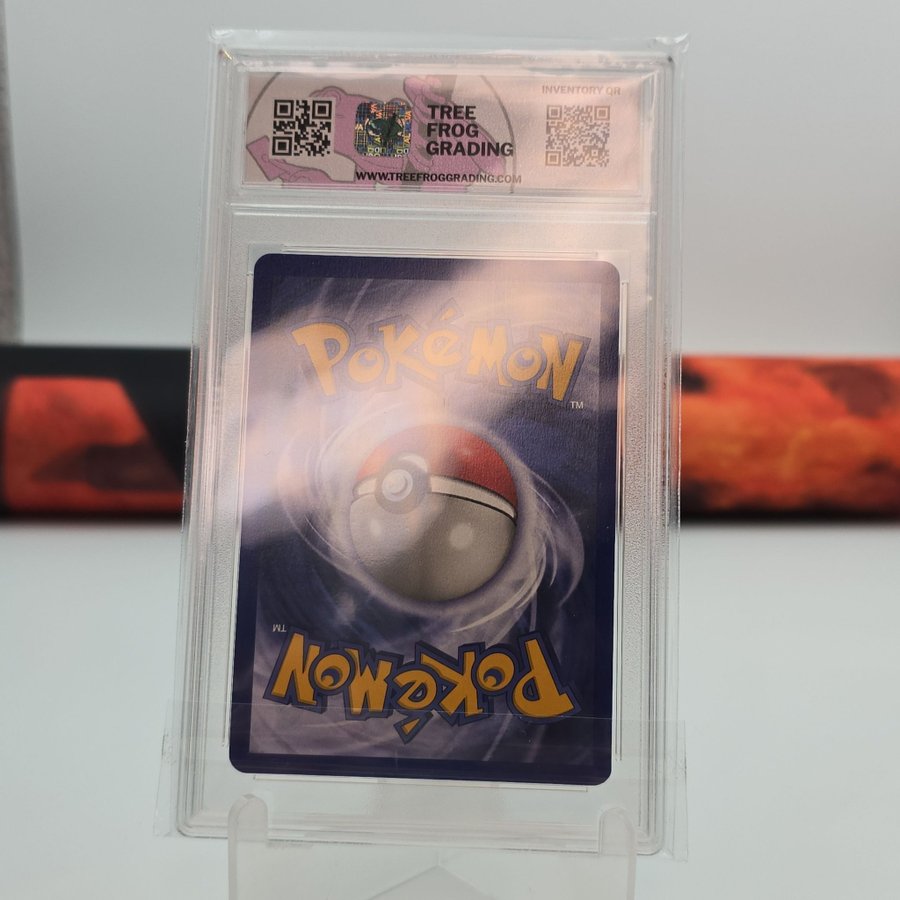 INVENTORY QR
TREE
FROG
GRADING
WWW.TREEFROGGRADING.COM
POKéMON
TM
TM
POKéMON